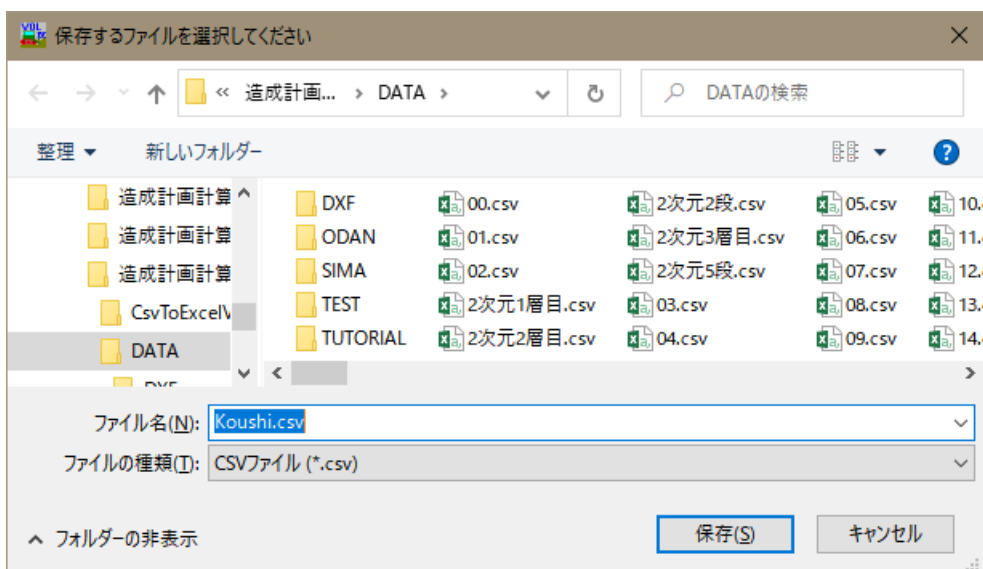 保存するファイルを選択してください
« 造成計画... > DATA >
DATAの検索
整理
新しいフォルダー
造成計画計算
造成計画計算
造成計画計算
CsvToExcelV
DATA
DXF
ODAN
SIMA
TEST
TUTORIAL
00.csv
01.csv
02.csv
2次元1層目.csv
2次元2層目.csv
2次元2段.csv
2次元3層目.csv
2次元5段.csv
03.csv
04.csv
05.csv
06.csv
07.csv
08.csv
09.csv
10.
11.
12.
13.
14.
ファイル名(N): Koushi.csv
ファイルの種類(T): CSVファイル (*.csv)
フォルダーの非表示
保存(S)
キャンセル